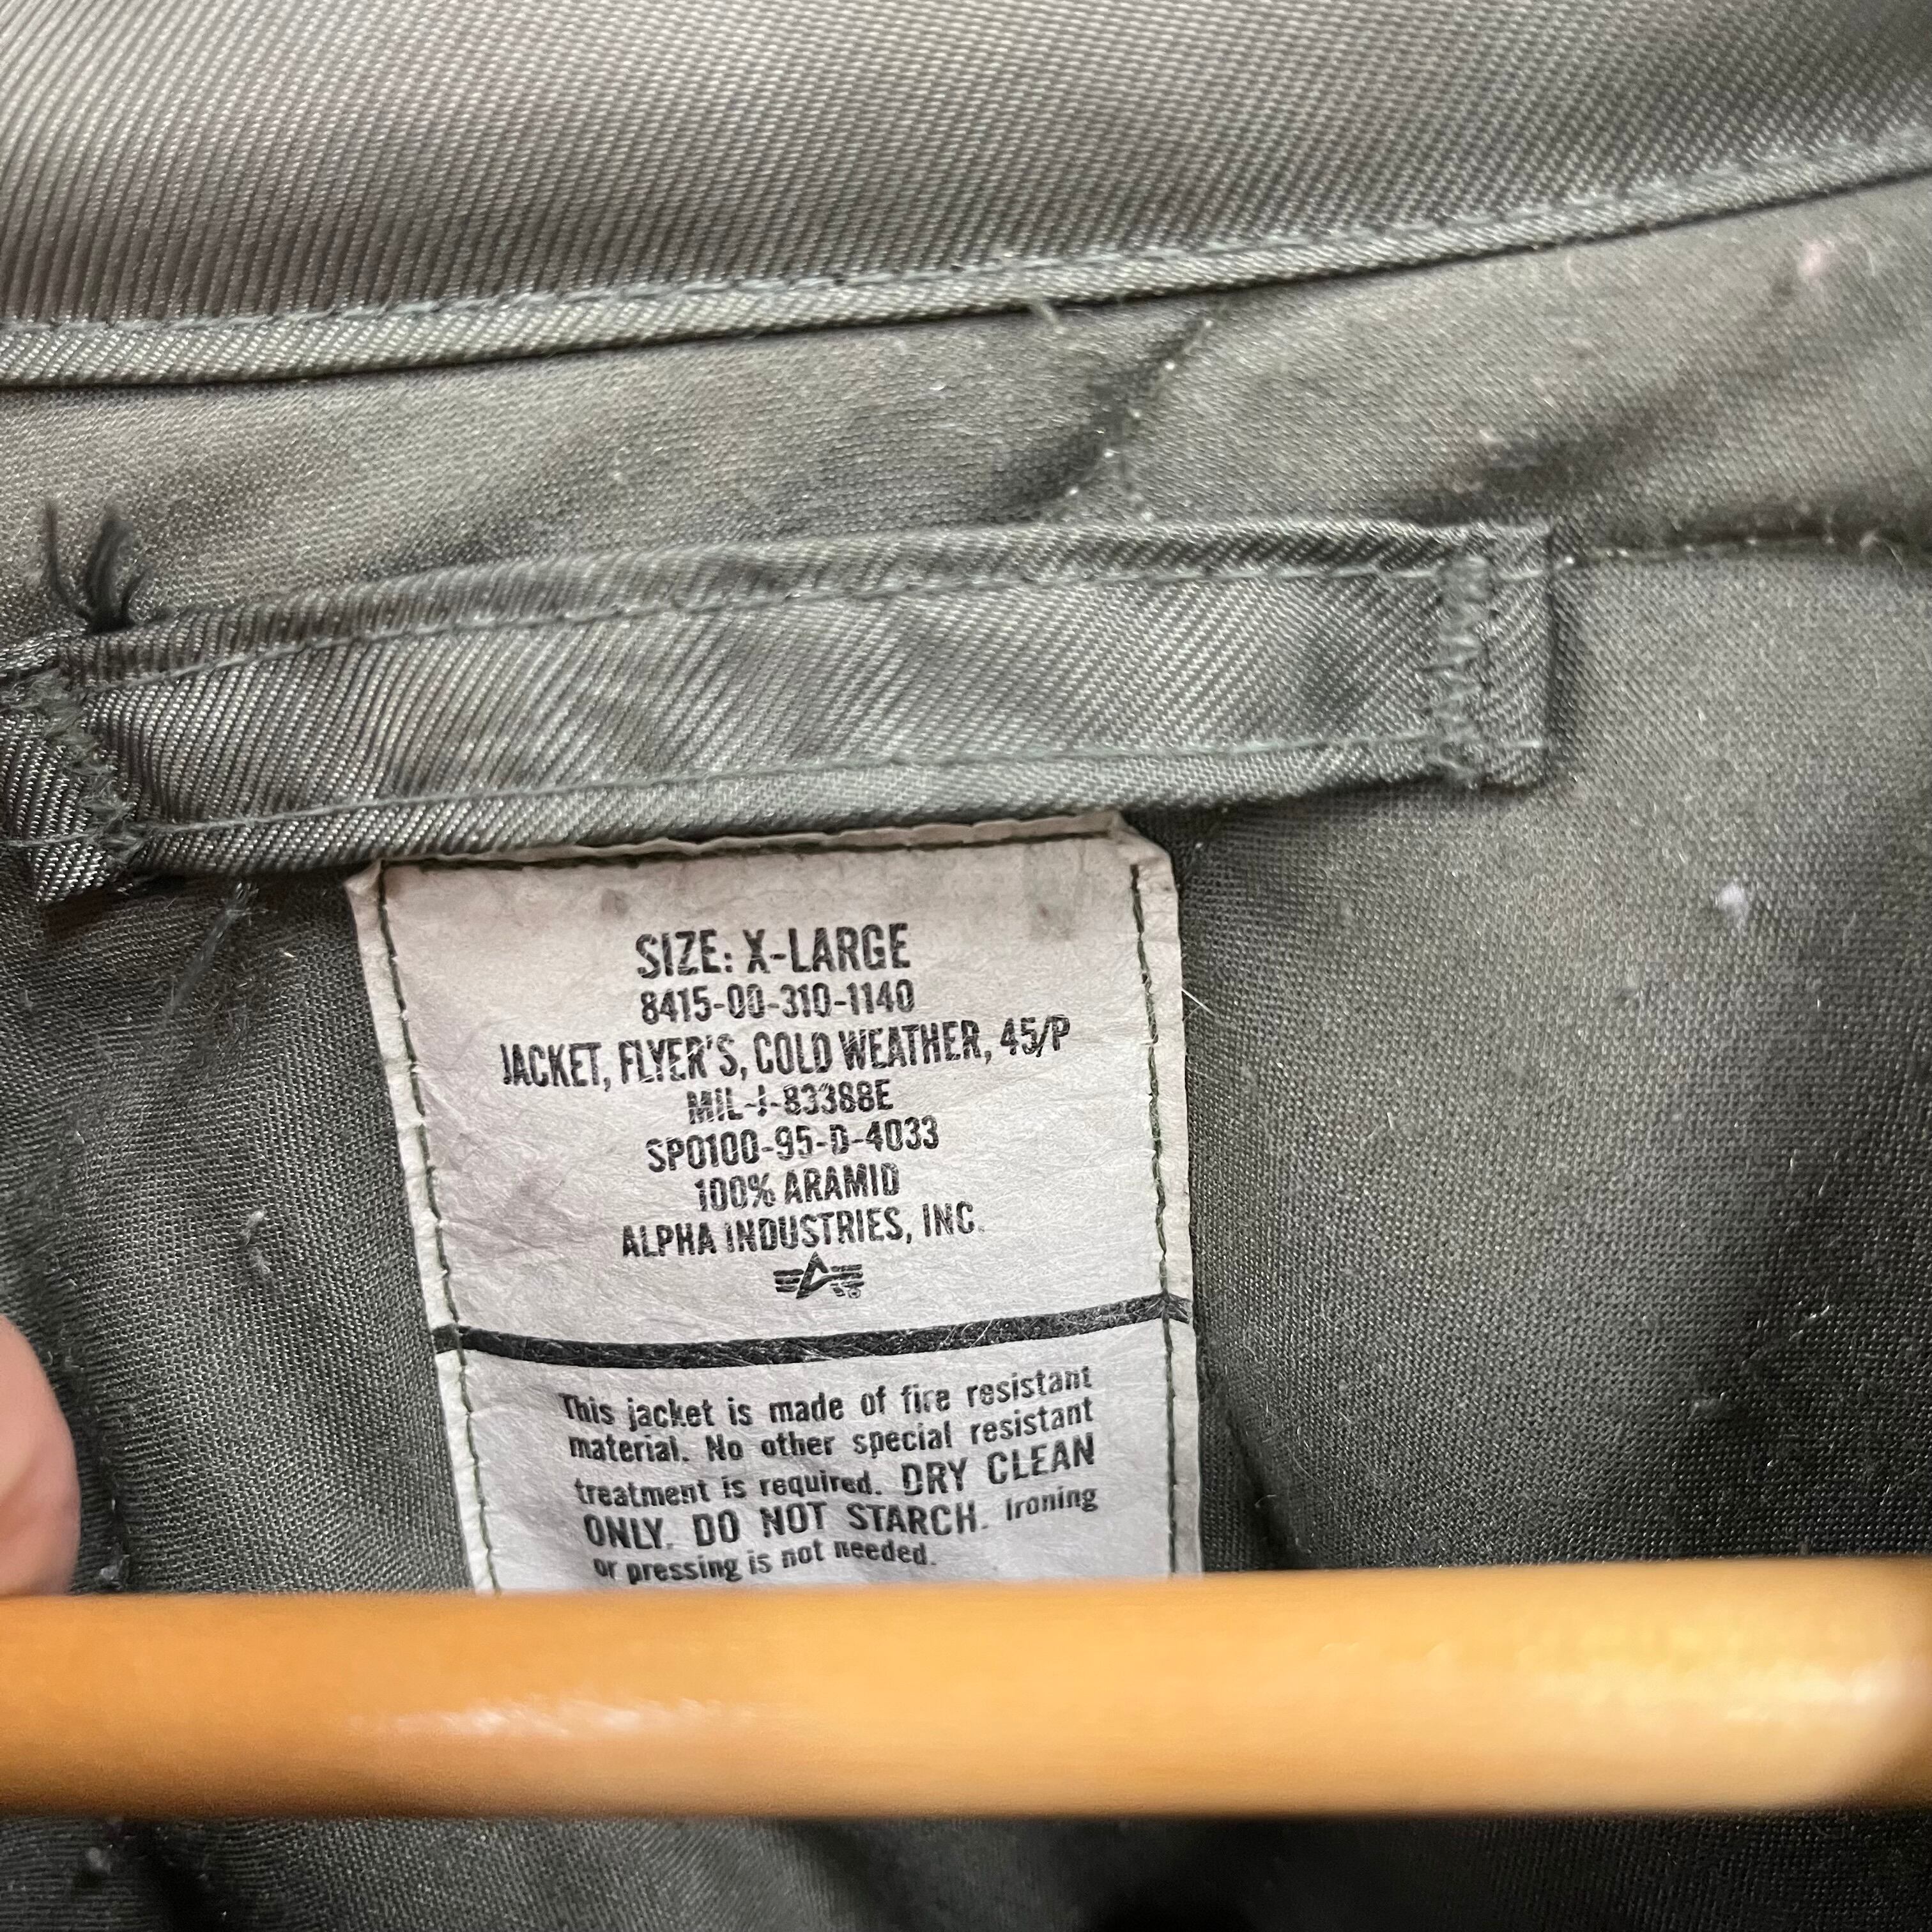 SIZE: X-LARGE
8415-00-310-1140
JACKET, FLYER'S, COLD WEATHER, 45/P
MIL-J-83388E
SPO100-95-D-4033
100% ARAMID
ALPHA INDUSTRIES, INC.
This jacket is made of fire resistant
material. No other special resistant
treatment is required. DRY CLEAN
ONLY. DO NOT STARCH. Ironing
or pressing is not needed.